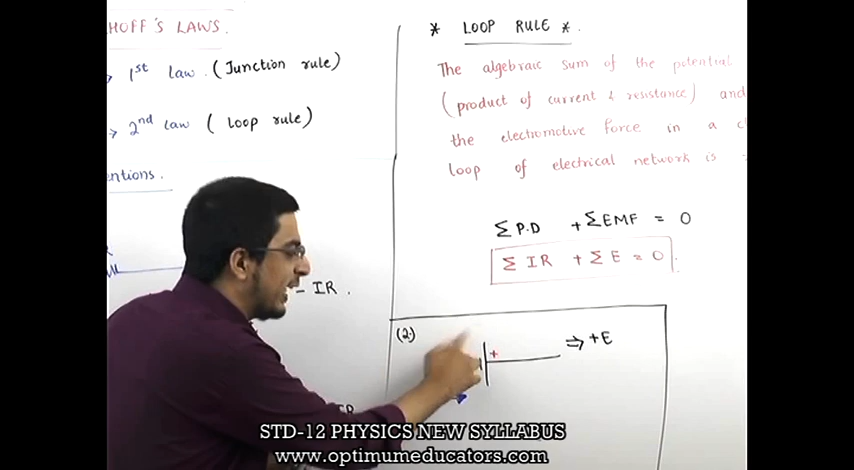 HOFF'S LAWS.
1st law. (Junction rule)
2nd law (Loop rule)
entions.
- IR.
* LOOP RULE *.
The algebraic sum of the potential
(product of current & resistance) and
the electromotive force in a cl
loop of electrical network is
Σ P.D + Σ EMF = 0
Σ IR + Σ E = 0
(2.)
+
⇒ +E
STD-12 PHYSICS NEW SYLLABUS
www.optimumeducators.com